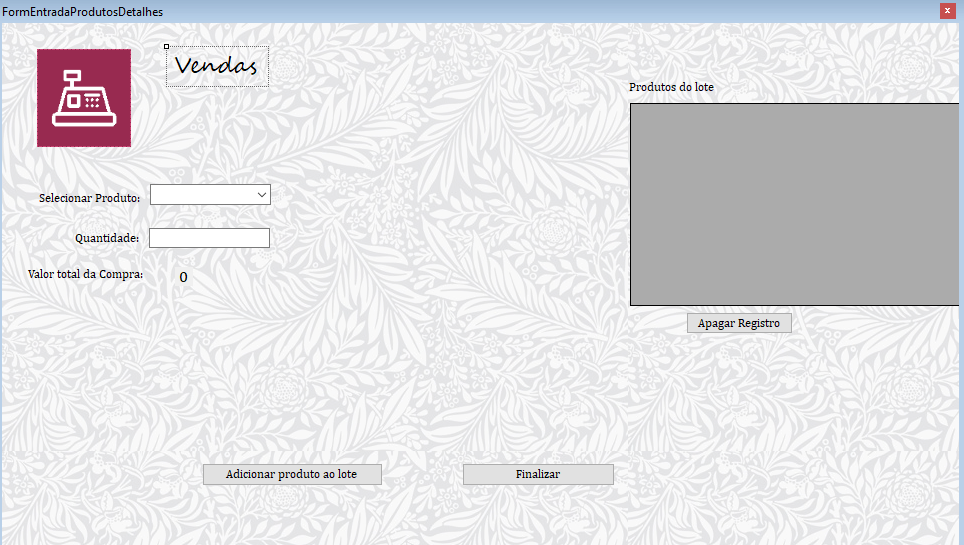 FormEntradaProdutosDetalhes
x
Vendas
Produtos do lote
Selecionar Produto:
Quantidade:
Valor total da Compra: 0
Apagar Registro
Adicionar produto ao lote
Finalizar